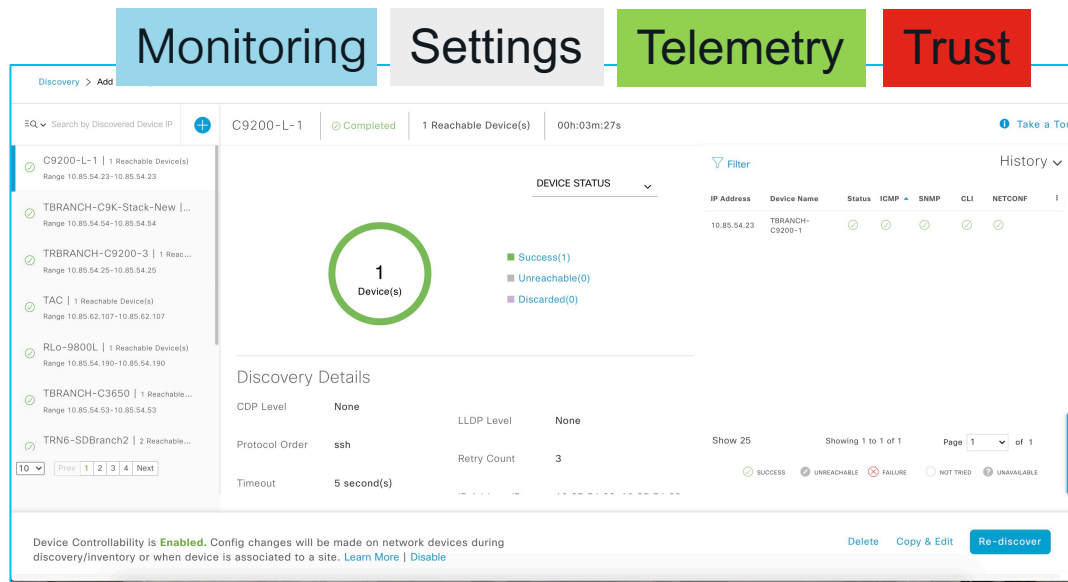 Monitoring Settings Telemetry Trust
Discovery > Add
Search by Discovered Device IP
C9200-L-1 Completed 1 Reachable Device(s) 00h:03m:27s
Take a Tou
C9200-L-1 | 1 Reachable Device(s)
Range 10.85.54.23-10.85.54.23
TBRANCH-C9K-Stack-New |...
Range 10.85.54.54-10.85.54.54
TRBRANCH-C9200-3 | 1 Reac...
Range 10.85.54.25-10.85.54.25
TAC | 1 Reachable Device(s)
Range 10.85.62.107-10.85.62.107
RLo-9800L | 1 Reachable Device(s)
Range 10.85.54.190-10.85.54.190
TBRANCH-C3650 | 1 Reachable...
Range 10.85.54.53-10.85.54.53
TRN6-SDBranch2 | 2 Reachable...
10 Prev 1 2 3 4 Next
DEVICE STATUS
1
Device(s)
Success(1)
Unreachable(0)
Discarded(0)
Discovery Details
CDP Level None
LLDP Level None
Protocol Order ssh
Retry Count 3
Timeout 5 second(s)
Filter
History
IP Address Device Name Status ICMP SNMP CLI NETCONF
10.85.54.23 TBRANCH-
C9200-1
Show 25 Showing 1 to 1 of 1 Page 1 of 1
SUCCESS UNREACHABLE FAILURE NOT TRIED UNAVAILABLE
Device Controllability is Enabled. Config changes will be made on network devices during
discovery/inventory or when device is associated to a site. Learn More | Disable
Delete Copy & Edit Re-discover